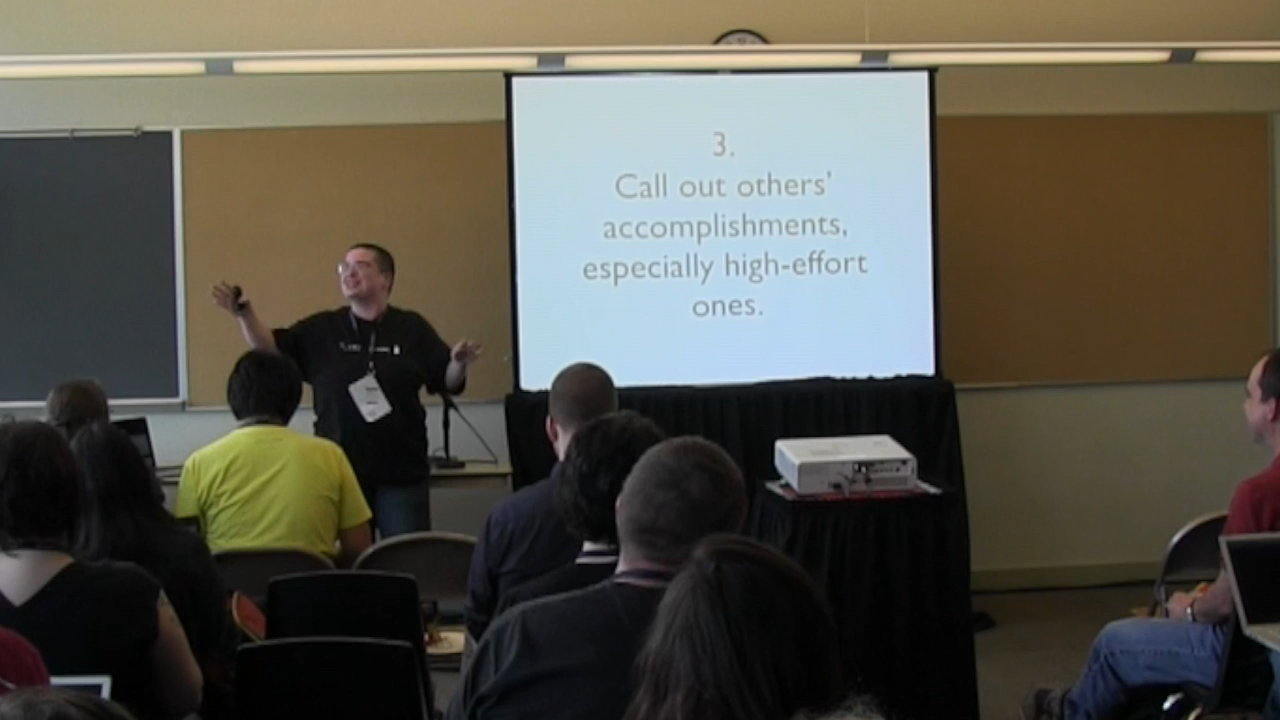 3.
Call out others'
accomplishments,
especially high-effort
ones.